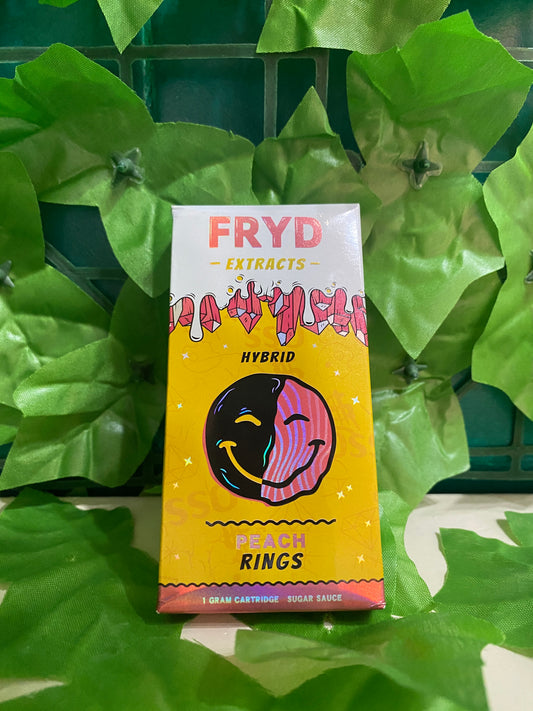 FRYD
– EXTRACTS –
HYBRID
PEACH
RINGS
1 GRAM CARTRIDGE SUGAR SAUCE